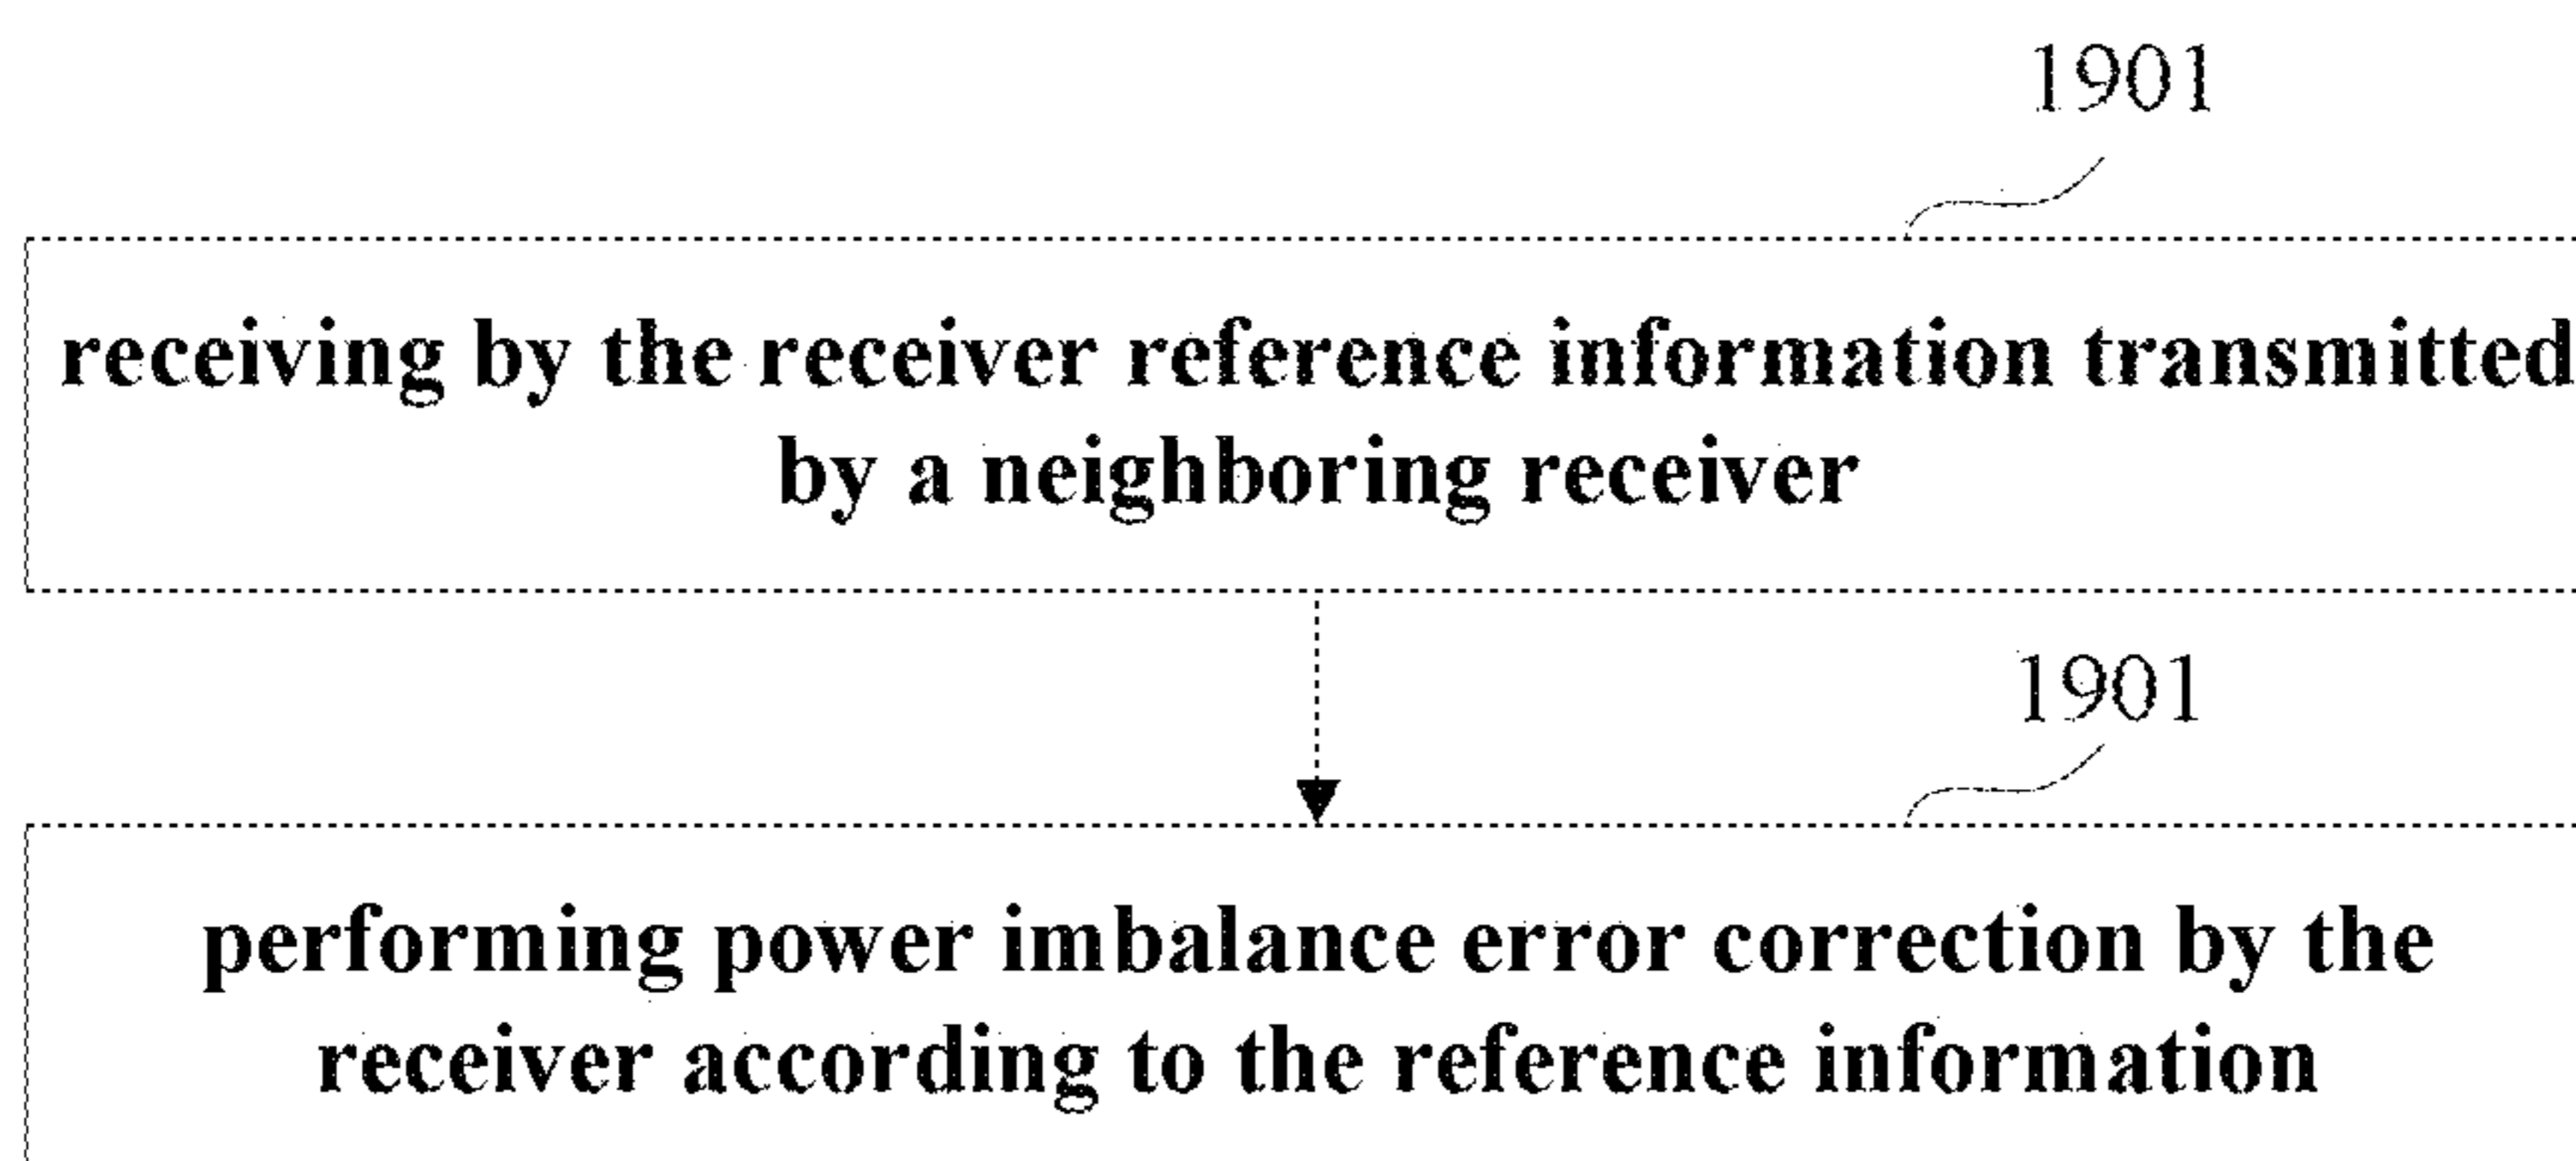 1901
receiving by the receiver reference information transmitted
by a neighboring receiver
1901
performing power imbalance error correction by the
receiver according to the reference information